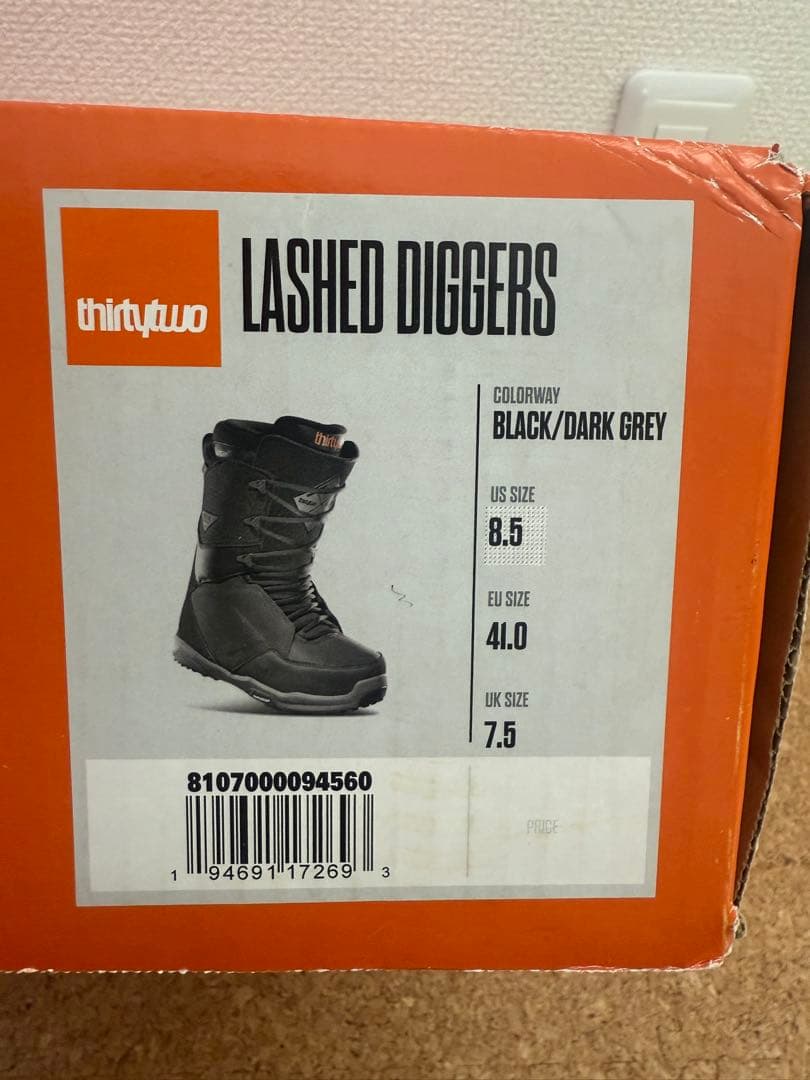 thirtytwo
LASHED DIGGERS
COLORWAY
BLACK/DARK GREY
US SIZE
8.5
EU SIZE
41.0
UK SIZE
7.5
8107000094560
1 94691 17269 3
PRICE